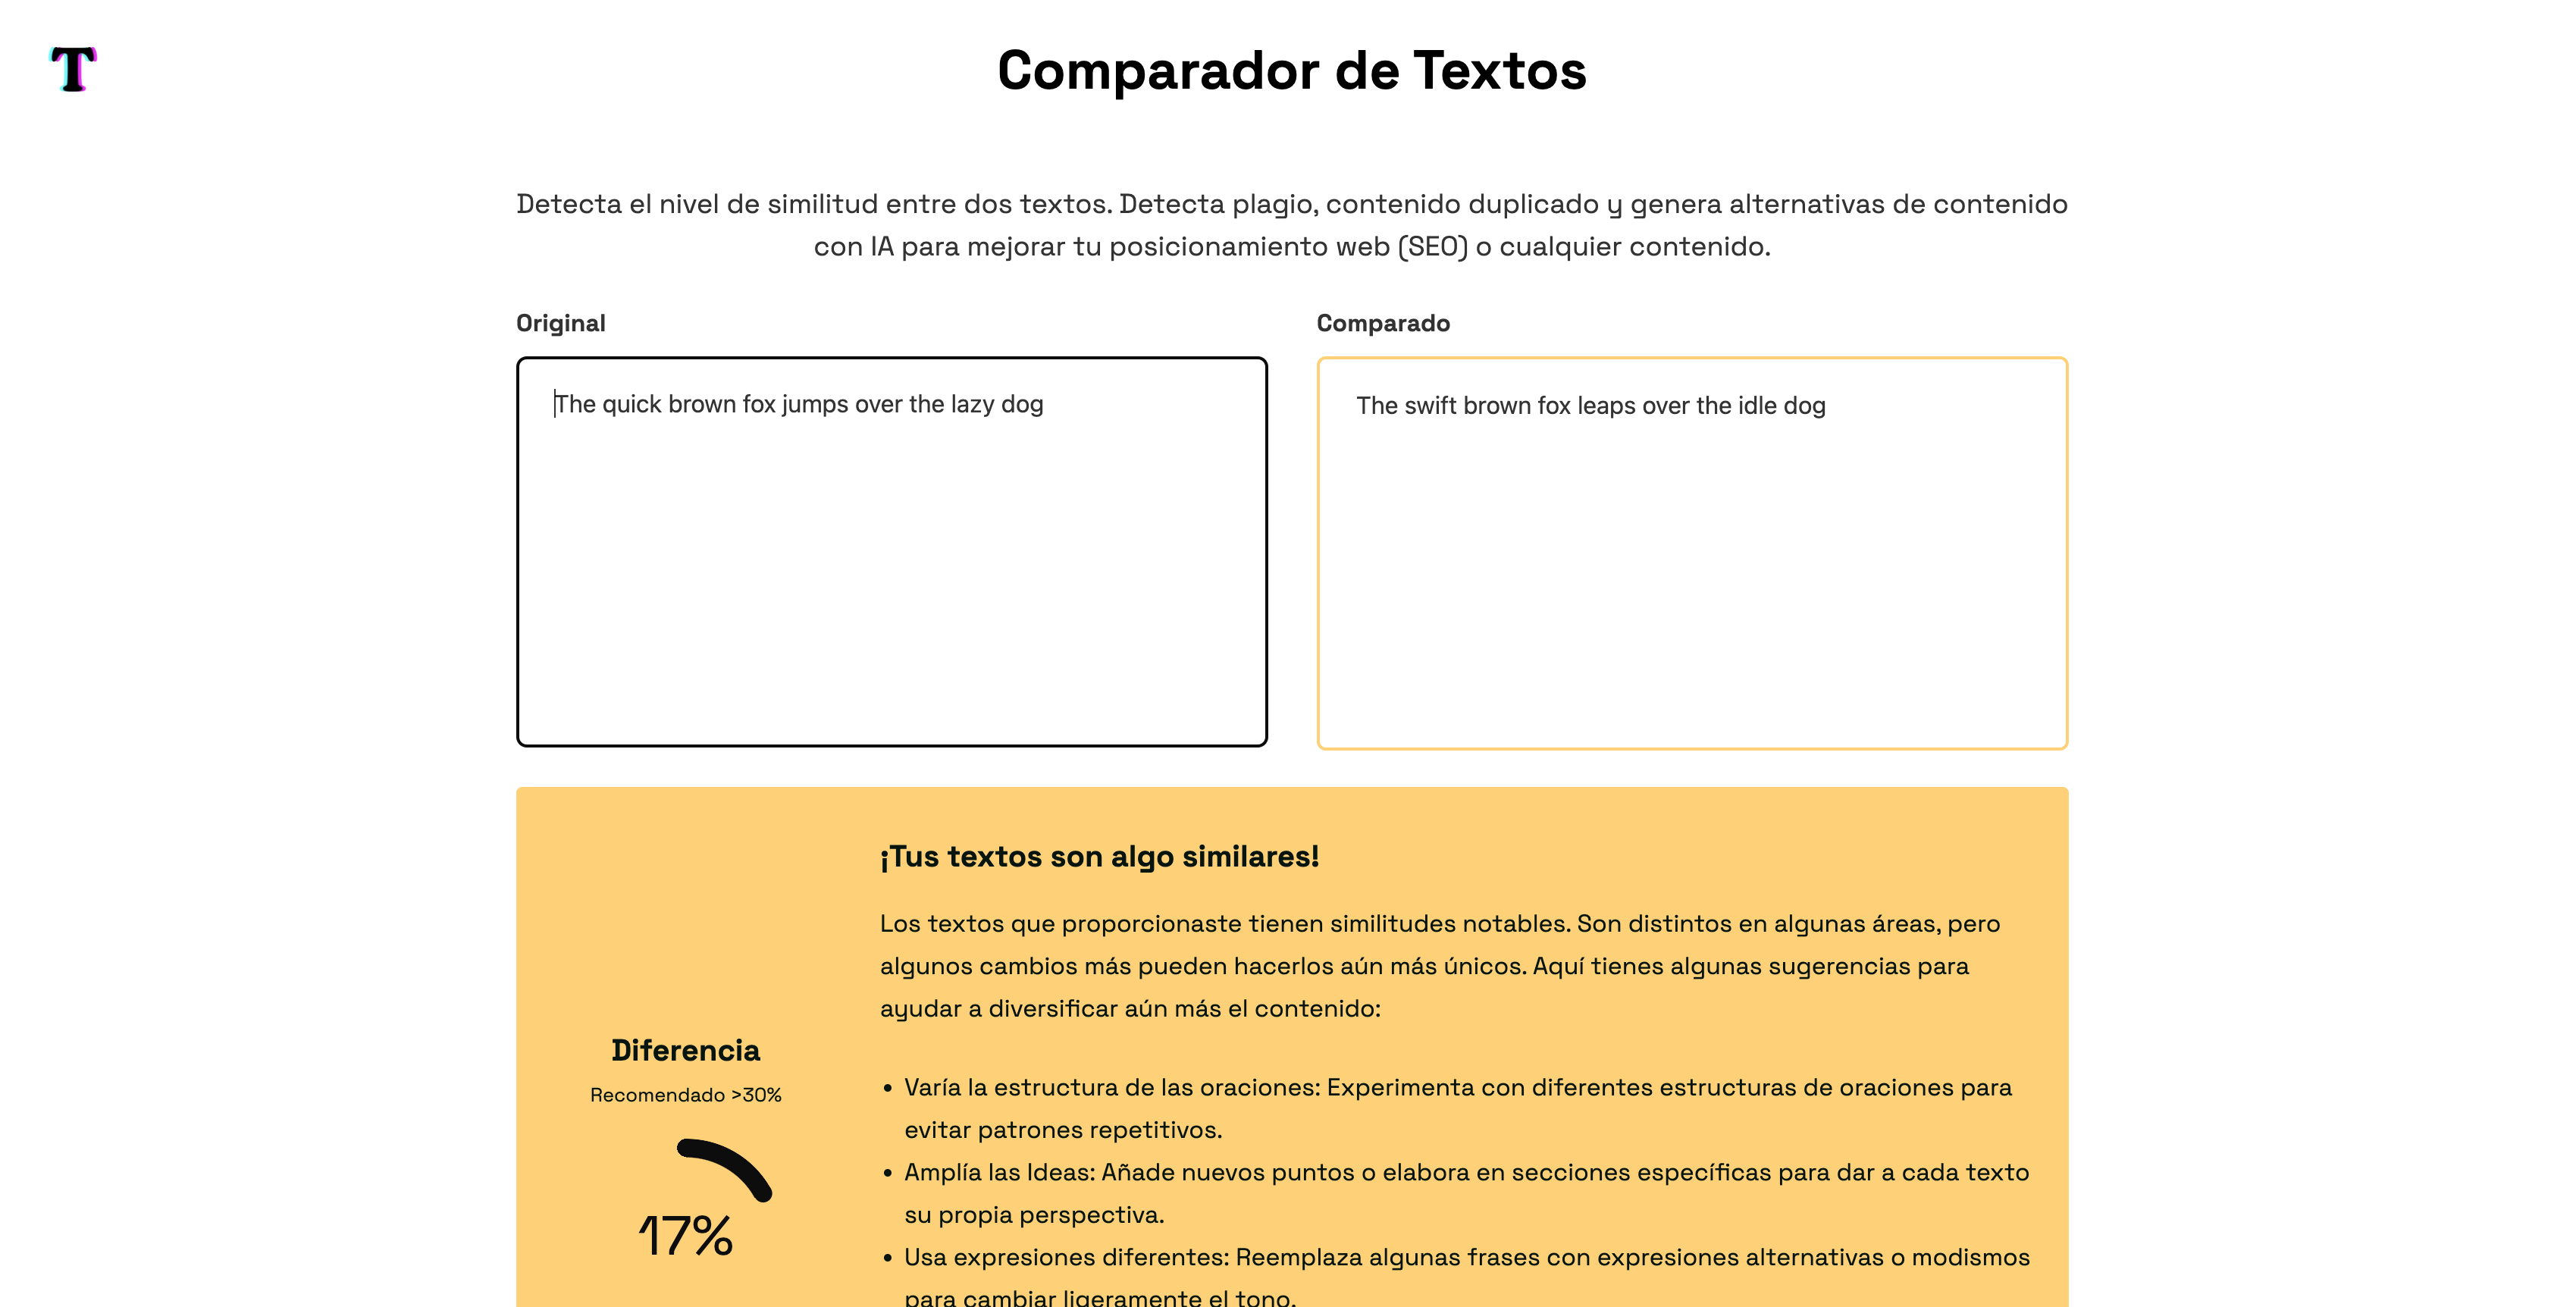 T
Comparador de Textos
Detecta el nivel de similitud entre dos textos. Detecta plagio, contenido duplicado y genera alternativas de contenido
con IA para mejorar tu posicionamiento web (SEO) o cualquier contenido.
Original
The quick brown fox jumps over the lazy dog
Comparado
The swift brown fox leaps over the idle dog
Diferencia
Recomendado >30%
17%
¡Tus textos son algo similares!
Los textos que proporcionaste tienen similitudes notables. Son distintos en algunas áreas, pero
algunos cambios más pueden hacerlos aún más únicos. Aquí tienes algunas sugerencias para
ayudar a diversificar aún más el contenido:
• Varía la estructura de las oraciones: Experimenta con diferentes estructuras de oraciones para
evitar patrones repetitivos.
• Amplía las Ideas: Añade nuevos puntos o elabora en secciones específicas para dar a cada texto
su propia perspectiva.
• Usa expresiones diferentes: Reemplaza algunas frases con expresiones alternativas o modismos
para cambiar ligeramente el tono.